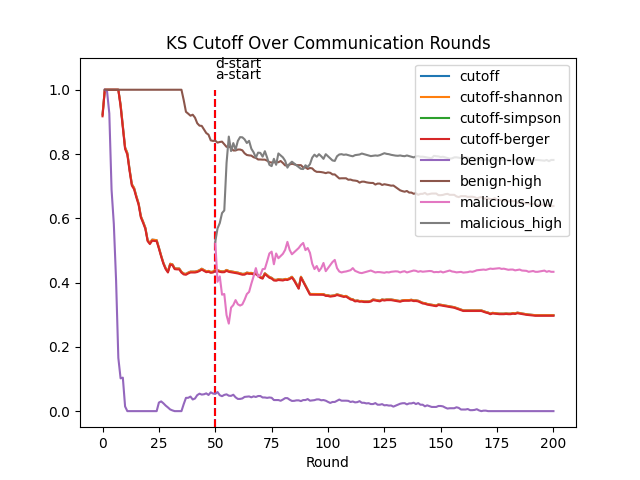 KS Cutoff Over Communication Rounds
d-start
a-start
cutoff
cutoff-shannon
cutoff-simpson
cutoff-berger
benign-low
benign-high
malicious-low
malicious_high
1.0
0.8
0.6
0.4
0.2
0.0
0 25 50 75 100 125 150 175 200
Round